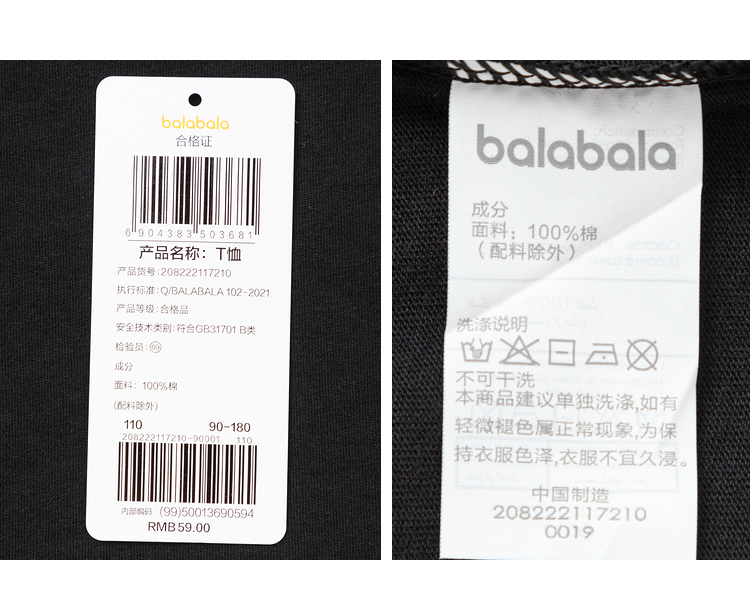 balabala
合格证
6 904383 503681
产品名称：T恤
产品货号：208222117210
执行标准：Q/BALABALA 102-2021
产品等级：合格品
安全技术类别：符合GB31701 B类
检验员：99
成分
面料：100%棉
(配料除外)
110 90-180
208222117210-90001 110
内部编码 (99)50013690594
RMB 59.00
balabala
成分
面料：100%棉
（配料除外）
洗涤说明
不可干洗
本商品建议单独洗涤,如有
轻微褪色属正常现象,为保
持衣服色泽,衣服不宜久浸。
中国制造
208222117210
0019